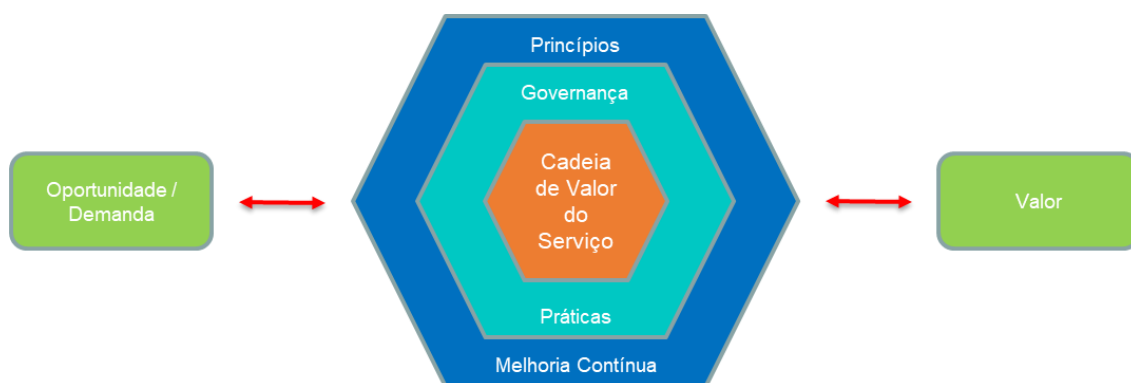 Princípios
Governança
Cadeia
de Valor
do
Serviço
Oportunidade /
Demanda
Valor
Práticas
Melhoria Contínua